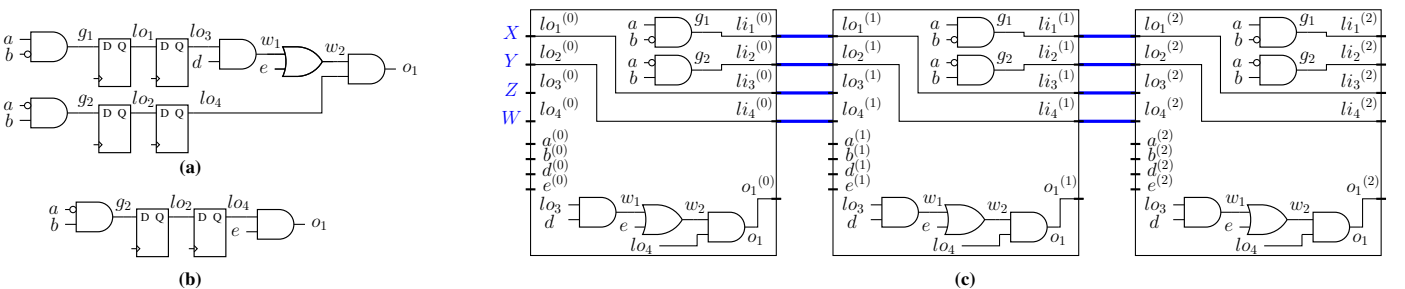 a
b
g₁
D Q
lo₁
D Q
lo₃
d
w₁
e
w₂
o₁
a
b
g₂
D Q
lo₂
D Q
lo₄
(a)
a
b
g₂
D Q
lo₂
D Q
lo₄
e
o₁
(b)
X
Y
Z
W
lo₁⁽⁰⁾
lo₂⁽⁰⁾
lo₃⁽⁰⁾
lo₄⁽⁰⁾
a⁽⁰⁾
b⁽⁰⁾
d⁽⁰⁾
e⁽⁰⁾
a
b
g₁
a
b
g₂
li₁⁽⁰⁾
li₂⁽⁰⁾
li₃⁽⁰⁾
li₄⁽⁰⁾
o₁⁽⁰⁾
lo₃
d
w₁
e
w₂
lo₄
o₁
lo₁⁽¹⁾
lo₂⁽¹⁾
lo₃⁽¹⁾
lo₄⁽¹⁾
a⁽¹⁾
b⁽¹⁾
d⁽¹⁾
e⁽¹⁾
a
b
g₁
a
b
g₂
li₁⁽¹⁾
li₂⁽¹⁾
li₃⁽¹⁾
li₄⁽¹⁾
o₁⁽¹⁾
lo₃
d
w₁
e
w₂
lo₄
o₁
lo₁⁽²⁾
lo₂⁽²⁾
lo₃⁽²⁾
lo₄⁽²⁾
a⁽²⁾
b⁽²⁾
d⁽²⁾
e⁽²⁾
a
b
g₁
a
b
g₂
li₁⁽²⁾
li₂⁽²⁾
li₃⁽²⁾
li₄⁽²⁾
o₁⁽²⁾
lo₃
d
w₁
e
w₂
lo₄
o₁
(c)